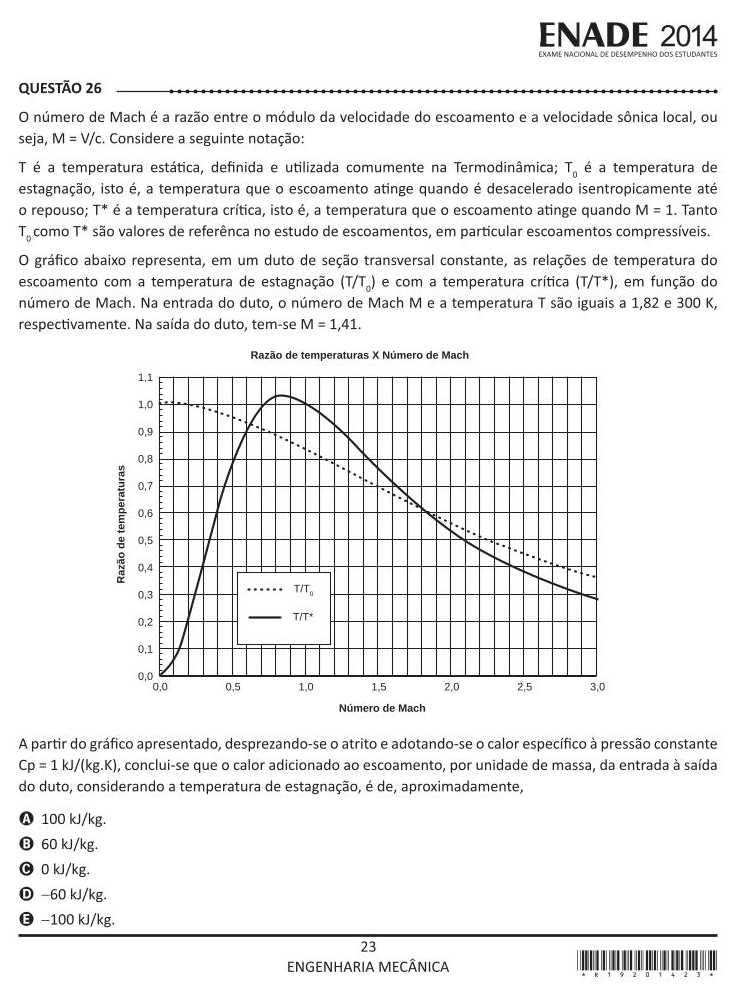 ENADE 2014
EXAME NACIONAL DE DESEMPENHO DOS ESTUDANTES
QUESTÃO 26
O número de Mach é a razão entre o módulo da velocidade do escoamento e a velocidade sônica local, ou
seja, M = V/c. Considere a seguinte notação:
T é a temperatura estática, definida e utilizada comumente na Termodinâmica; T0 é a temperatura de
estagnação, isto é, a temperatura que o escoamento atinge quando é desacelerado isentropicamente até
o repouso; T* é a temperatura crítica, isto é, a temperatura que o escoamento atinge quando M = 1. Tanto
T0 como T* são valores de referênca no estudo de escoamentos, em particular escoamentos compressíveis.
O gráfico abaixo representa, em um duto de seção transversal constante, as relações de temperatura do
escoamento com a temperatura de estagnação (T/T0) e com a temperatura crítica (T/T*), em função do
número de Mach. Na entrada do duto, o número de Mach M e a temperatura T são iguais a 1,82 e 300 K,
respectivamente. Na saída do duto, tem-se M = 1,41.
Razão de temperaturas X Número de Mach
Razão de temperaturas
1,1
1,0
0,9
0,8
0,7
0,6
0,5
0,4
0,3
0,2
0,1
0,0
T/T0
T/T*
0,0 0,5 1,0 1,5 2,0 2,5 3,0
Número de Mach
A partir do gráfico apresentado, desprezando-se o atrito e adotando-se o calor específico à pressão constante
Cp = 1 kJ/(kg.K), conclui-se que o calor adicionado ao escoamento, por unidade de massa, da entrada à saída
do duto, considerando a temperatura de estagnação, é de, aproximadamente,
A 100 kJ/kg.
B 60 kJ/kg.
C 0 kJ/kg.
D −60 kJ/kg.
E −100 kJ/kg.
23
ENGENHARIA MECÂNICA
* R 1 9 2 0 1 4 2 3 *